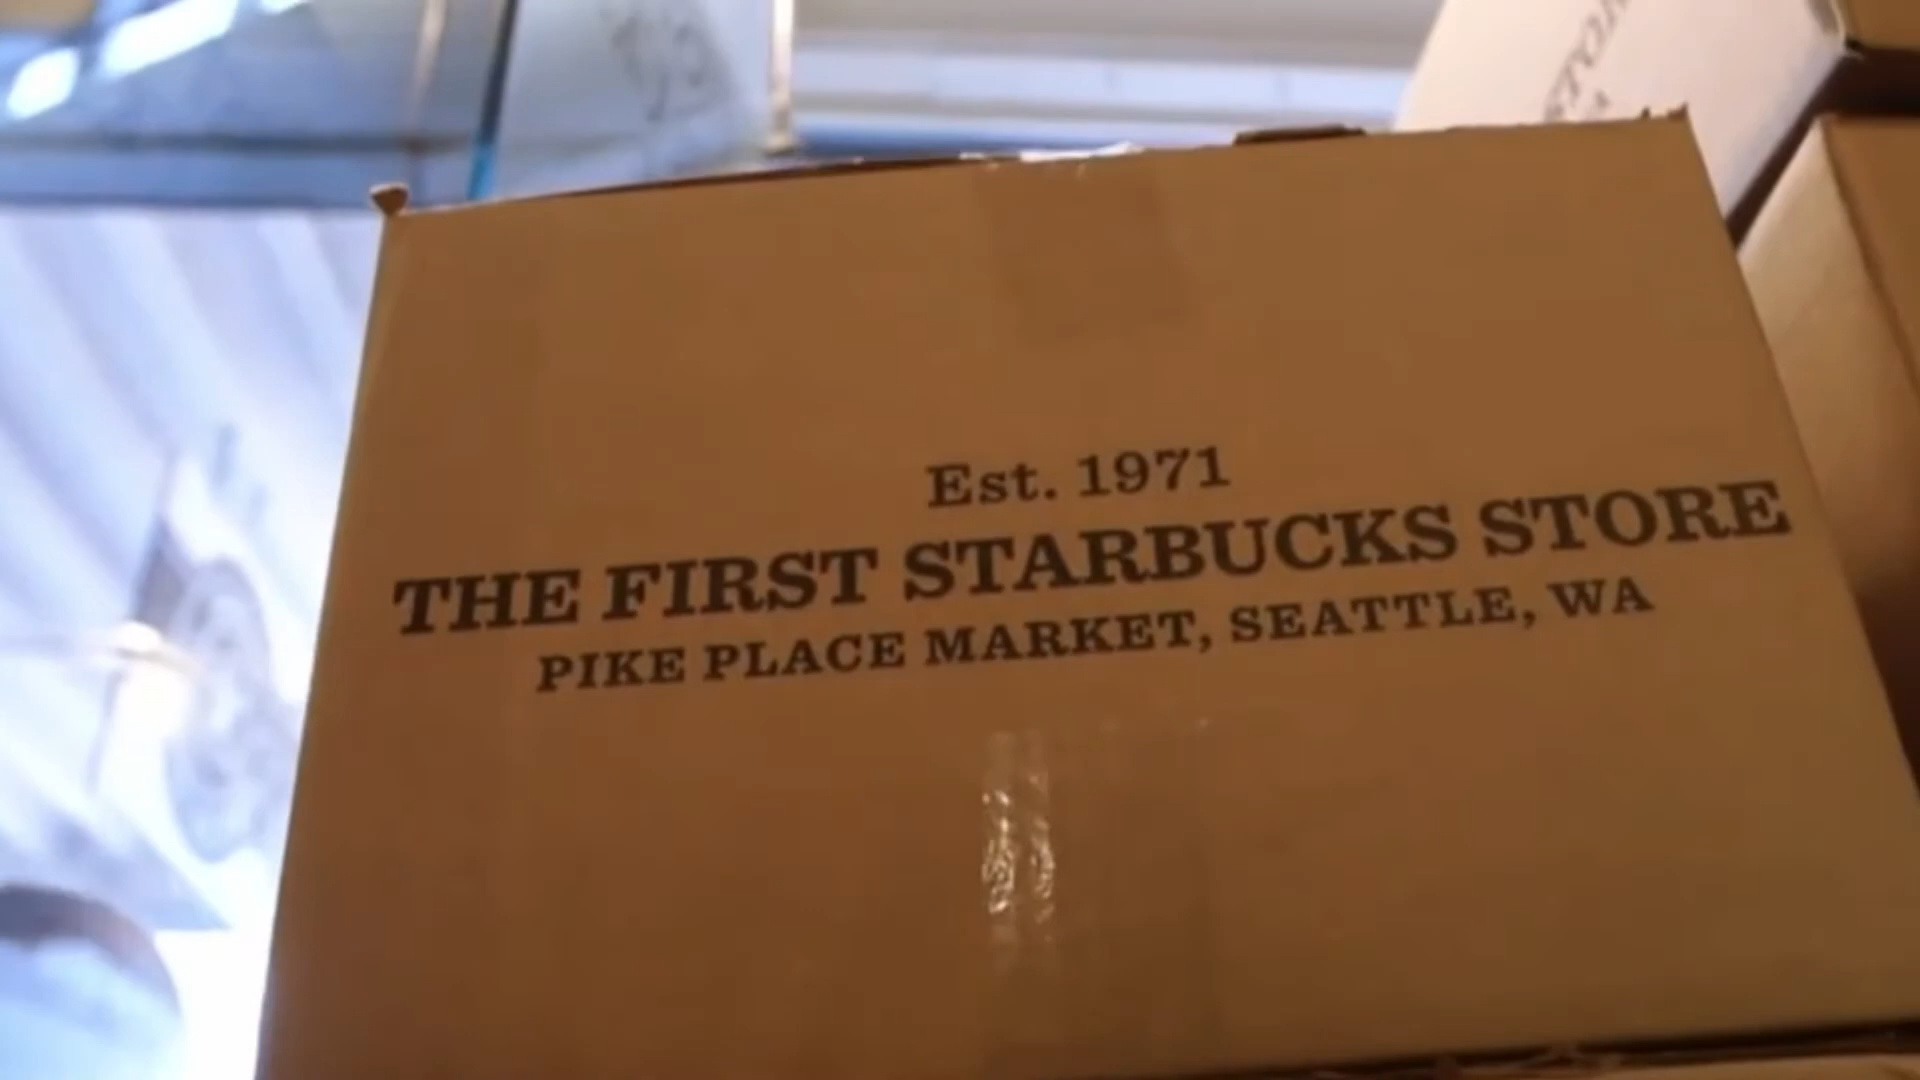 Est. 1971
THE FIRST STARBUCKS STORE
PIKE PLACE MARKET, SEATTLE, WA